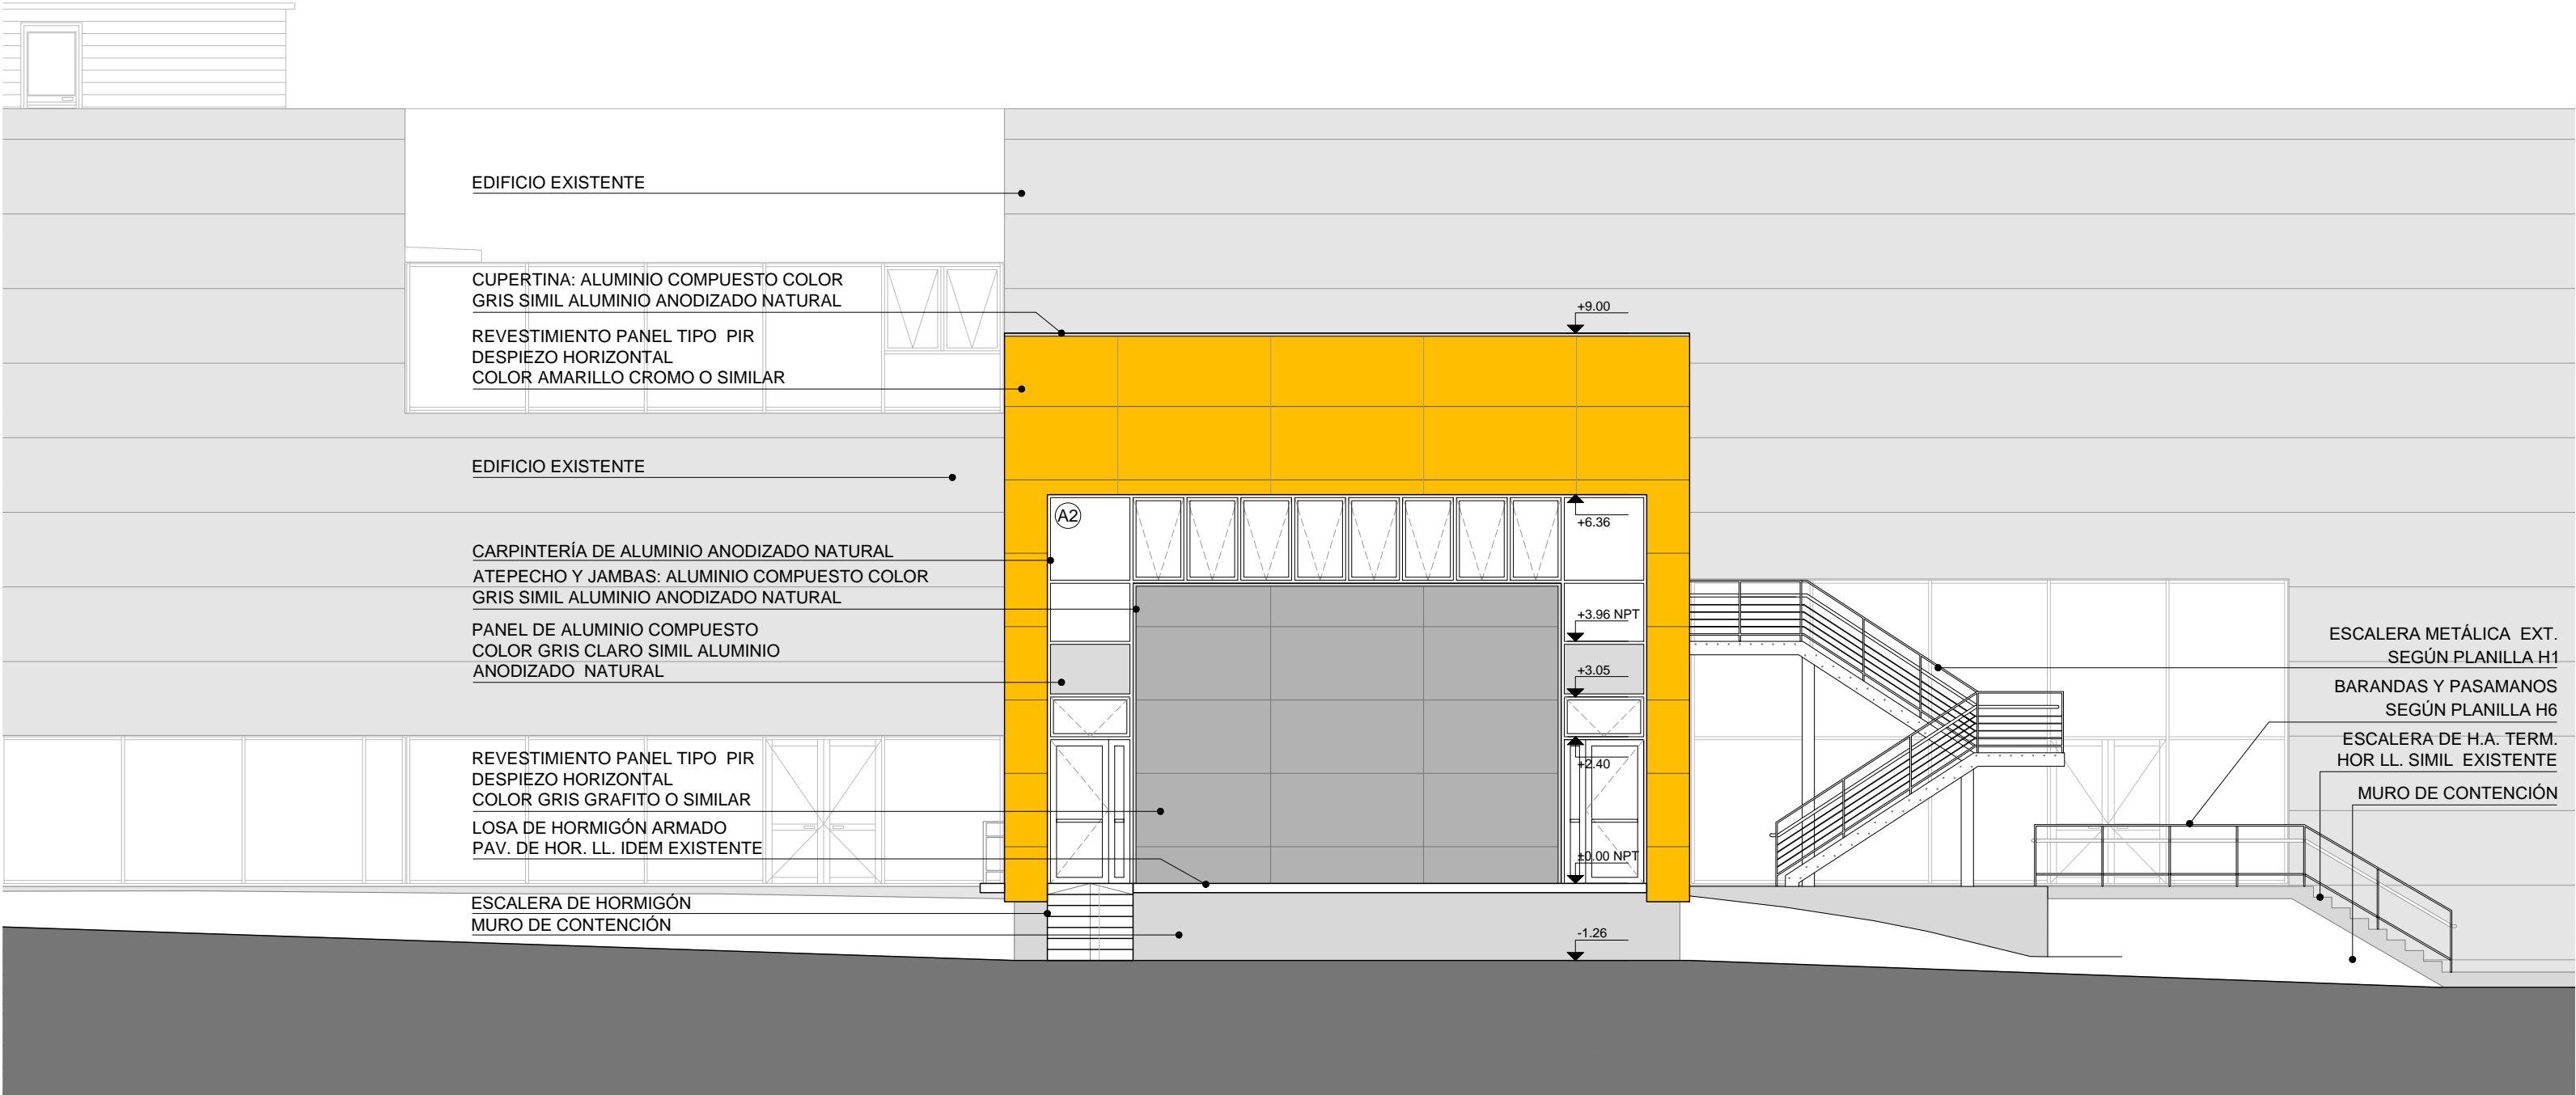 EDIFICIO EXISTENTE
CUPERTINA: ALUMINIO COMPUESTO COLOR
GRIS SIMIL ALUMINIO ANODIZADO NATURAL
REVESTIMIENTO PANEL TIPO PIR
DESPIEZO HORIZONTAL
COLOR AMARILLO CROMO O SIMILAR
EDIFICIO EXISTENTE
CARPINTERÍA DE ALUMINIO ANODIZADO NATURAL
ATEPECHO Y JAMBAS: ALUMINIO COMPUESTO COLOR
GRIS SIMIL ALUMINIO ANODIZADO NATURAL
PANEL DE ALUMINIO COMPUESTO
COLOR GRIS CLARO SIMIL ALUMINIO
ANODIZADO NATURAL
REVESTIMIENTO PANEL TIPO PIR
DESPIEZO HORIZONTAL
COLOR GRIS GRAFITO O SIMILAR
LOSA DE HORMIGÓN ARMADO
PAV. DE HOR. LL. IDEM EXISTENTE
ESCALERA DE HORMIGÓN
MURO DE CONTENCIÓN
A2
+9.00
+6.36
+3.96 NPT
+3.05
+2.40
±0.00 NPT
-1.26
ESCALERA METÁLICA EXT.
SEGÚN PLANILLA H1
BARANDAS Y PASAMANOS
SEGÚN PLANILLA H6
ESCALERA DE H.A. TERM.
HOR LL. SIMIL EXISTENTE
MURO DE CONTENCIÓN